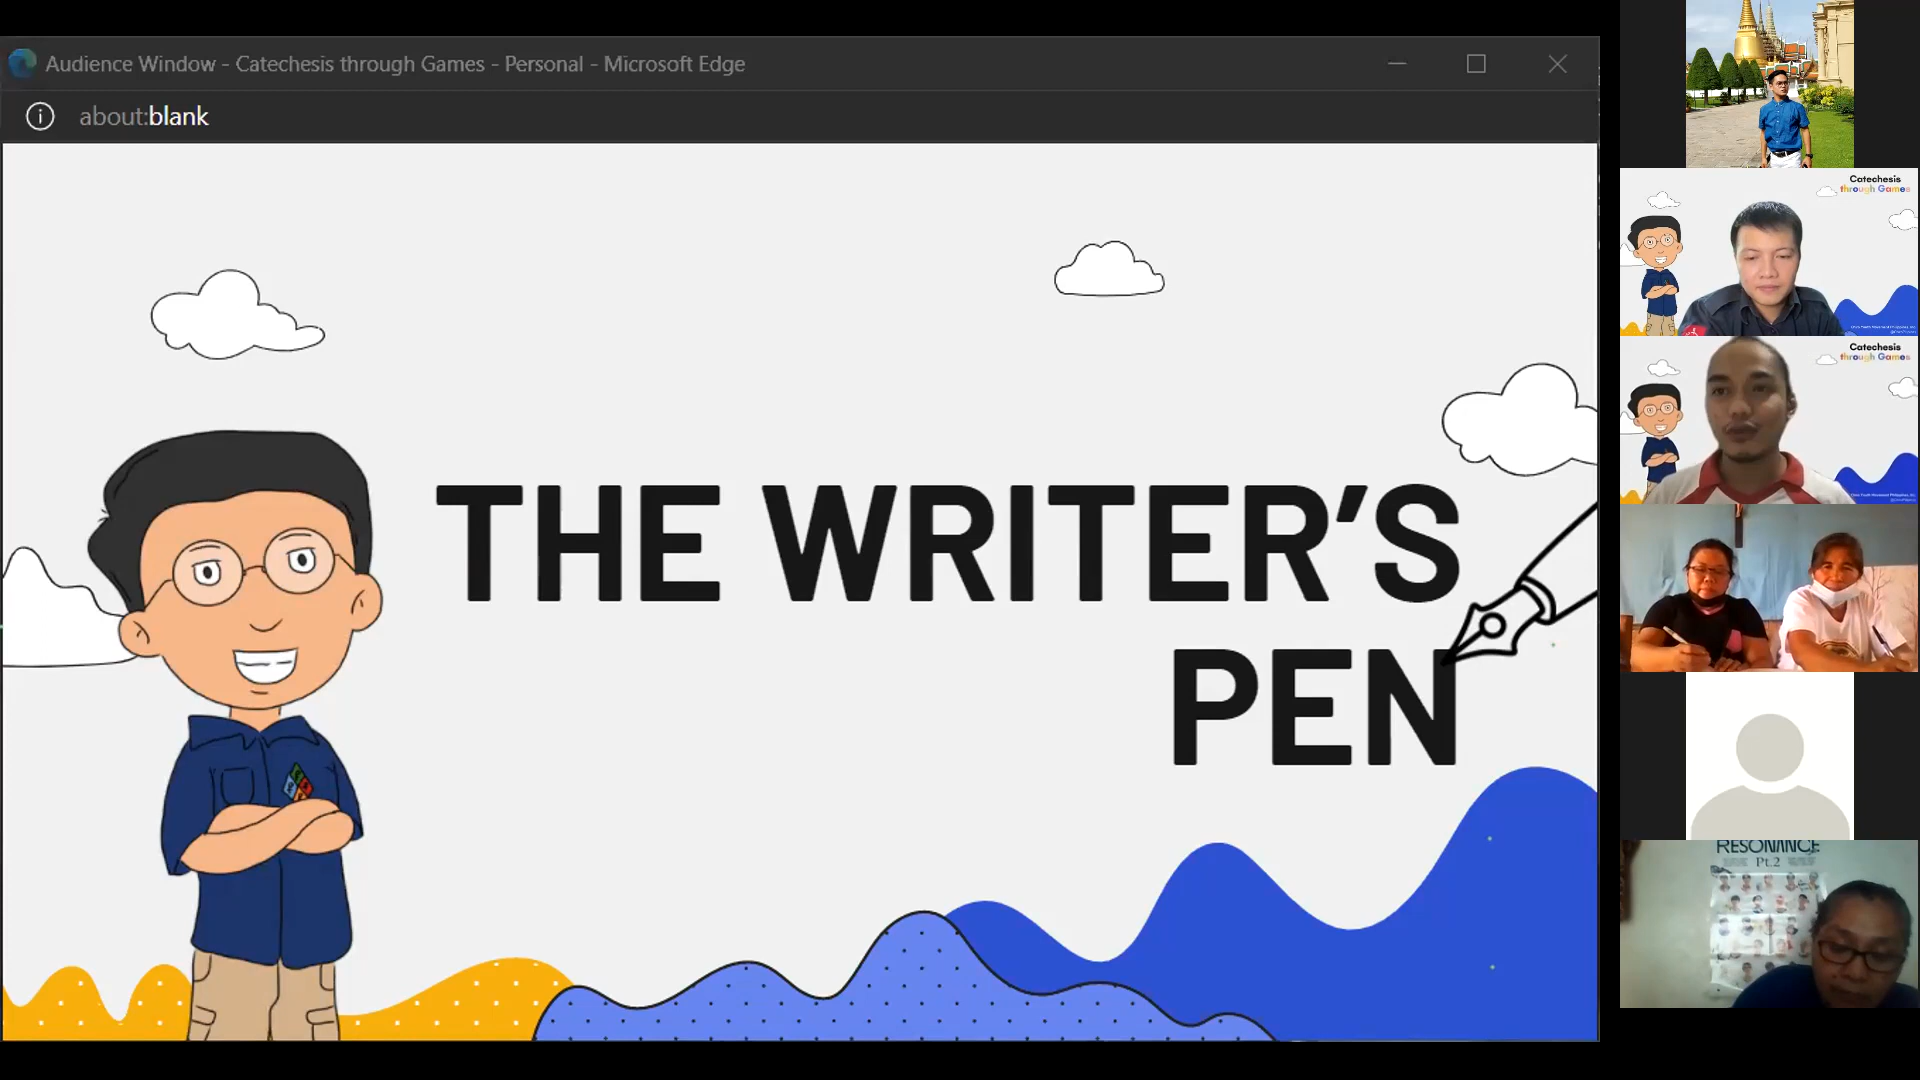 Audience Window - Catechesis through Games - Personal - Microsoft Edge
about:blank
THE WRITER'S
PEN
Catechesis
through Games
Catechesis
through Games
RESONANCE
Pt.2